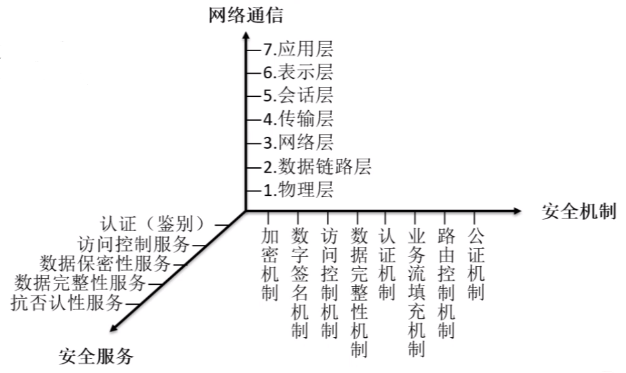 网络通信
7.应用层
6.表示层
5.会话层
4.传输层
3.网络层
2.数据链路层
1.物理层
安全机制
认证（鉴别）
访问控制服务
数据保密性服务
数据完整性服务
抗否认性服务
安全服务
加密机制
数字签名机制
访问控制机制
数据完整性机制
认证机制
业务流填充机制
路由控制机制
公证机制